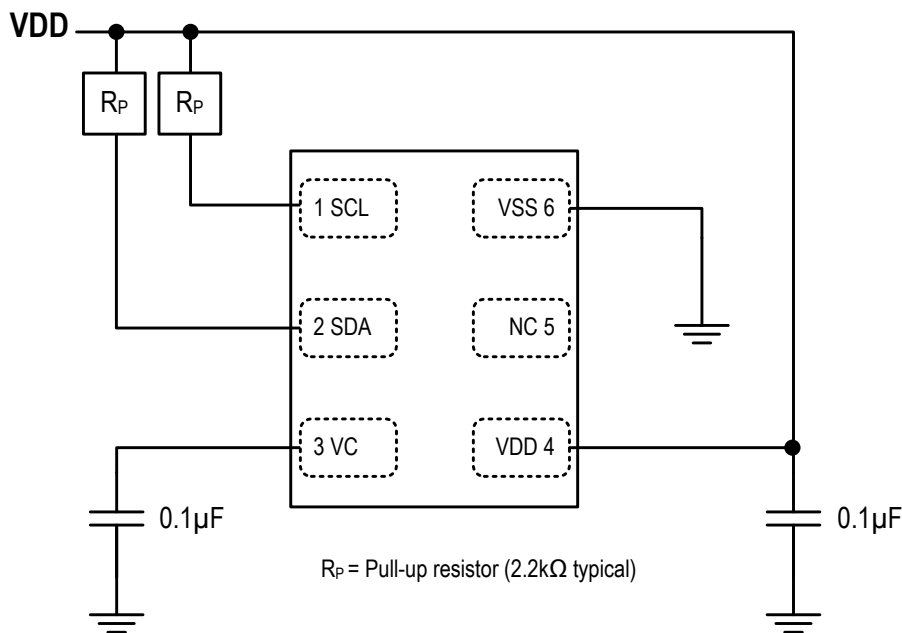 VDD
RP RP
1 SCL VSS 6
2 SDA NC 5
3 VC VDD 4
0.1µF 0.1µF
RP = Pull-up resistor (2.2kΩ typical)